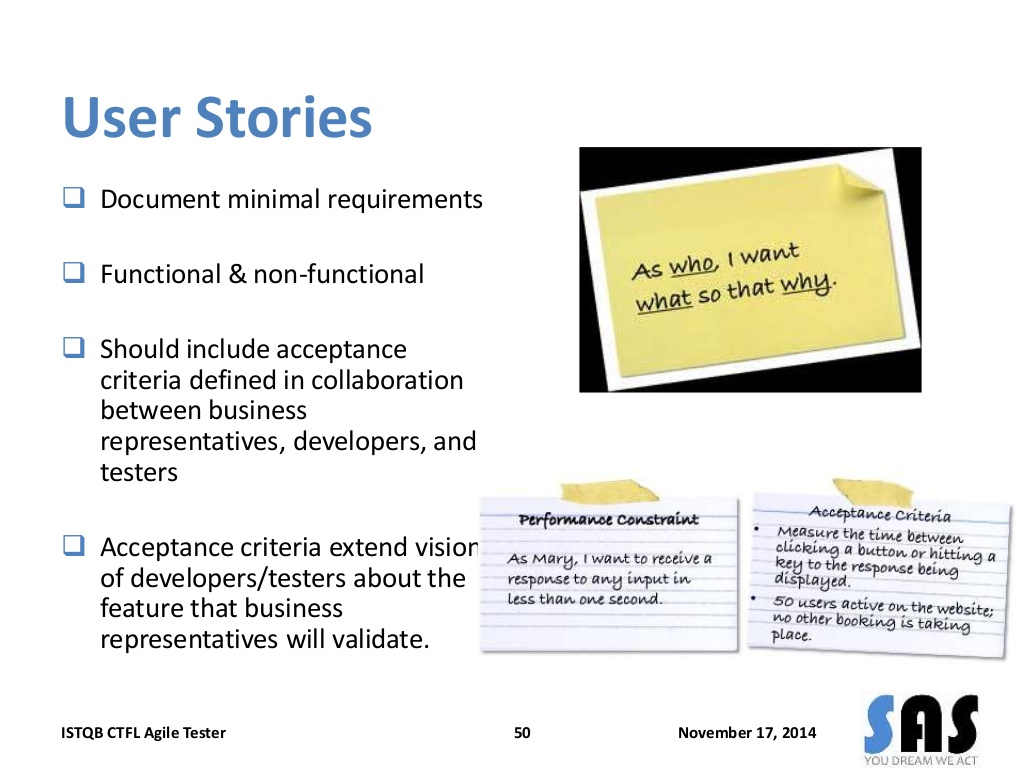 User Stories
Document minimal requirements
Functional & non-functional
Should include acceptance
criteria defined in collaboration
between business
representatives, developers, and
testers
Acceptance criteria extend vision
of developers/testers about the
feature that business
representatives will validate.
As who, I want
what so that why.
Performance Constraint
As Mary, I want to receive a
response to any input in
less than one second.
Acceptance Criteria
• Measure the time between
clicking a button or hitting a
key to the response being
displayed.
• 50 users active on the website;
no other booking is taking
place.
ISTQB CTFL Agile Tester
50
November 17, 2014
SAS
YOU DREAM WE ACT